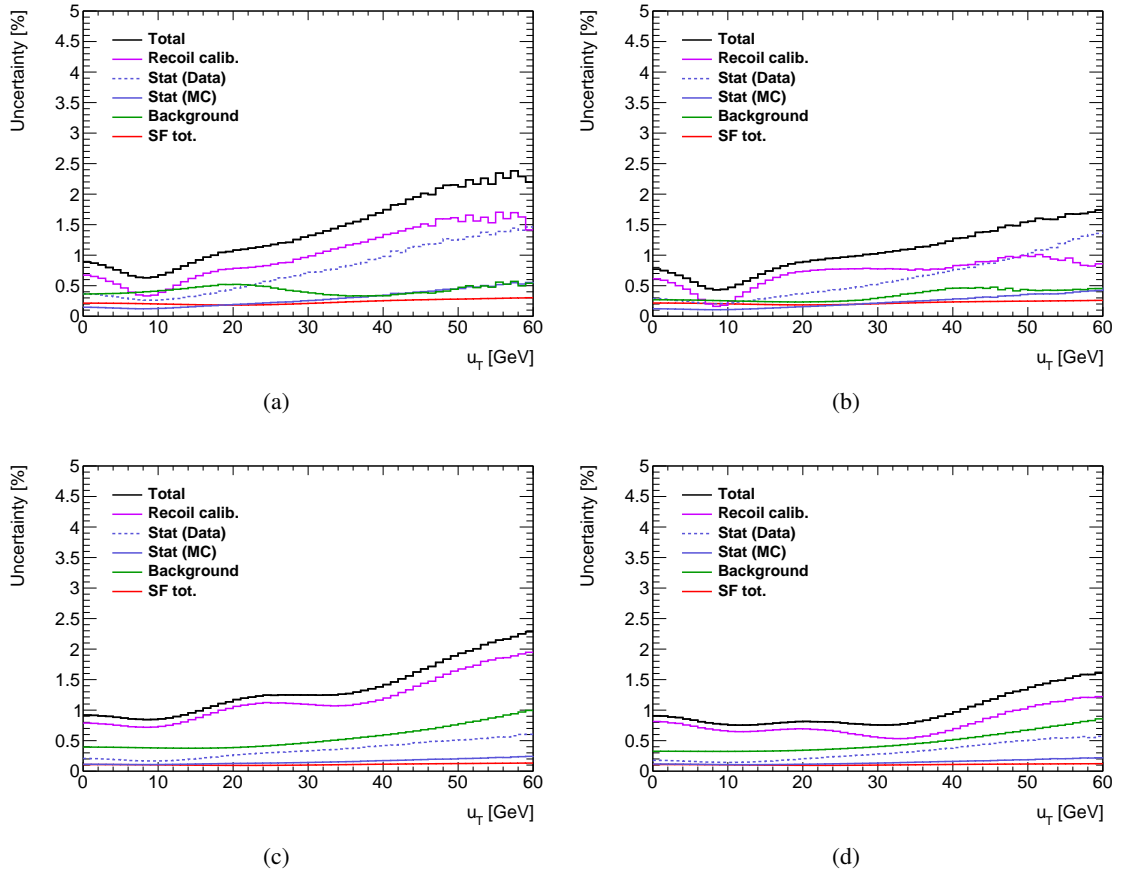 Uncertainty [%]
5
4.5
4
3.5
3
2.5
2
1.5
1
0.5
0
Total
Recoil calib.
Stat (Data)
Stat (MC)
Background
SF tot.
0 10 20 30 40 50 60
u_T [GeV]
(a)
Uncertainty [%]
5
4.5
4
3.5
3
2.5
2
1.5
1
0.5
0
Total
Recoil calib.
Stat (Data)
Stat (MC)
Background
SF tot.
0 10 20 30 40 50 60
u_T [GeV]
(b)
Uncertainty [%]
5
4.5
4
3.5
3
2.5
2
1.5
1
0.5
0
Total
Recoil calib.
Stat (Data)
Stat (MC)
Background
SF tot.
0 10 20 30 40 50 60
u_T [GeV]
(c)
Uncertainty [%]
5
4.5
4
3.5
3
2.5
2
1.5
1
0.5
0
Total
Recoil calib.
Stat (Data)
Stat (MC)
Background
SF tot.
0 10 20 30 40 50 60
u_T [GeV]
(d)